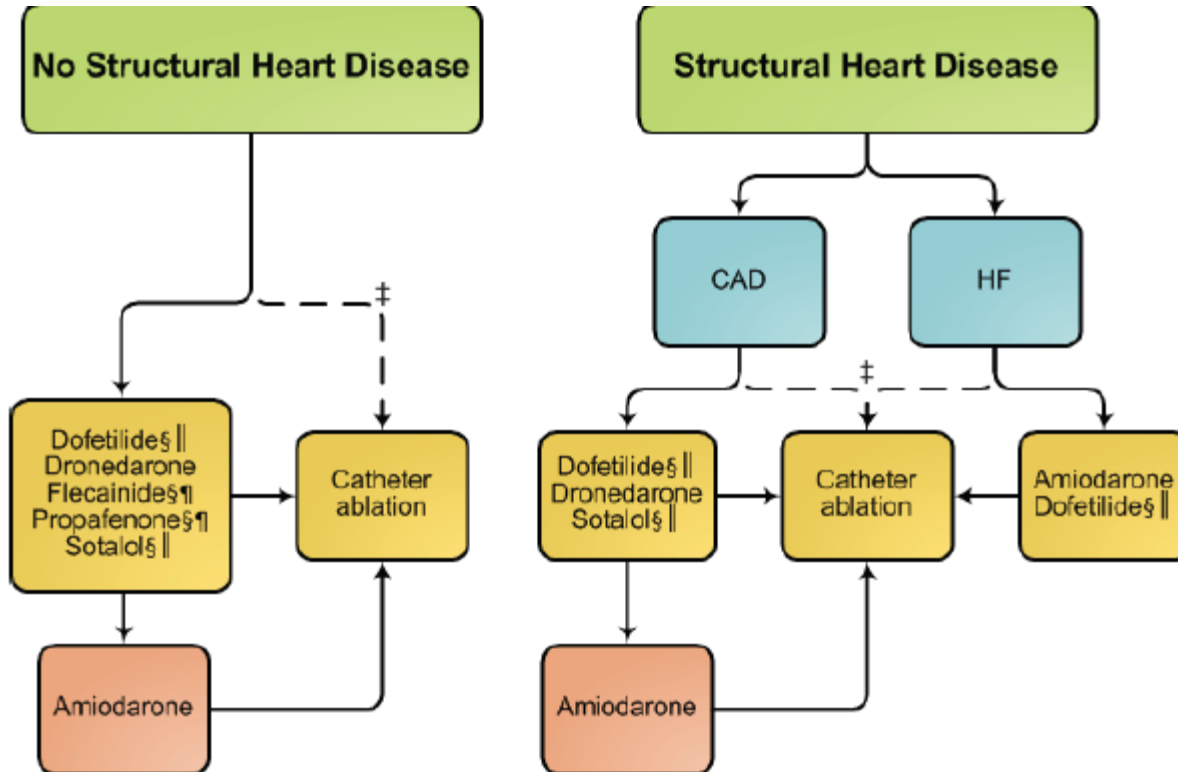 No Structural Heart Disease
Structural Heart Disease
CAD
HF
‡
‡
Dofetilide§‖
Dronedarone
Flecainide§¶
Propafenone§¶
Sotalol§‖
Catheter
ablation
Dofetilide§‖
Dronedarone
Sotalol§‖
Catheter
ablation
Amiodarone
Dofetilide§‖
Amiodarone
Amiodarone